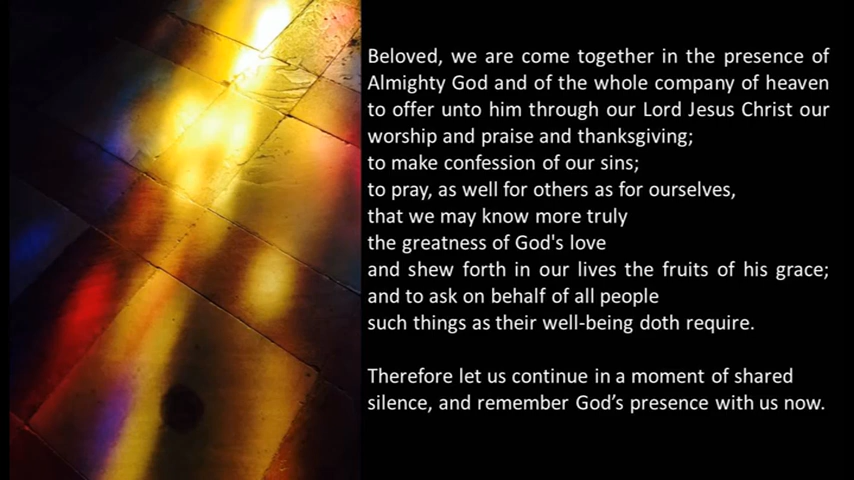 Beloved, we are come together in the presence of
Almighty God and of the whole company of heaven
to offer unto him through our Lord Jesus Christ our
worship and praise and thanksgiving;
to make confession of our sins;
to pray, as well for others as for ourselves,
that we may know more truly
the greatness of God's love
and shew forth in our lives the fruits of his grace;
and to ask on behalf of all people
such things as their well-being doth require.

Therefore let us continue in a moment of shared
silence, and remember God’s presence with us now.